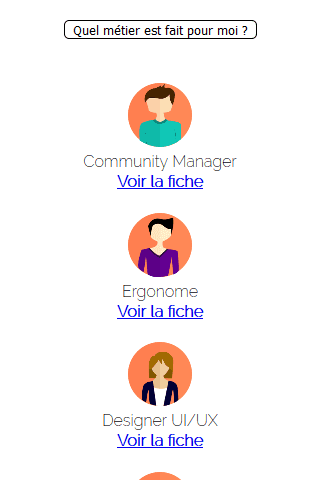 Quel métier est fait pour moi ?
Community Manager
Voir la fiche
Ergonome
Voir la fiche
Designer UI/UX
Voir la fiche